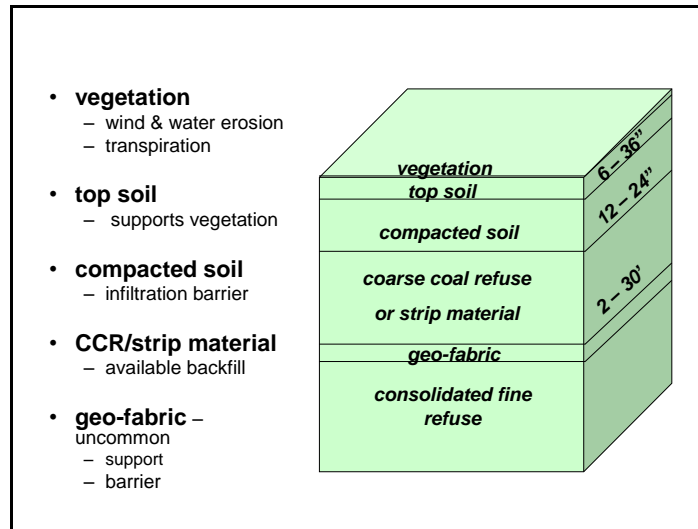 • vegetation
– wind & water erosion
– transpiration
• top soil
– supports vegetation
• compacted soil
– infiltration barrier
• CCR/strip material
– available backfill
• geo-fabric –
uncommon
– support
– barrier
vegetation
top soil
compacted soil
coarse coal refuse
or strip material
geo-fabric
consolidated fine
refuse
6 – 36”
12 – 24”
2 – 30’